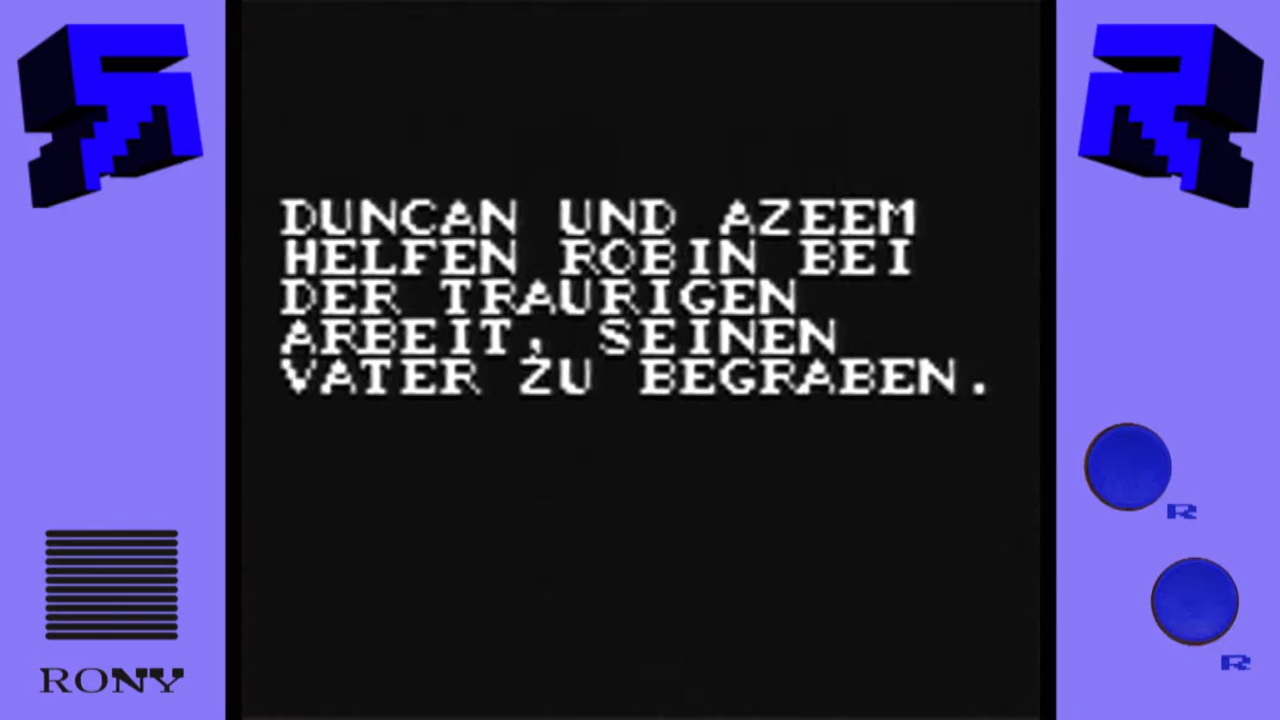 DUNCAN UND AZEEM
HELFEN ROBIN BEI
DER TRAURIGEN
ARBEIT, SEINEN
VATER ZU BEGRABEN.
R
R
RONY